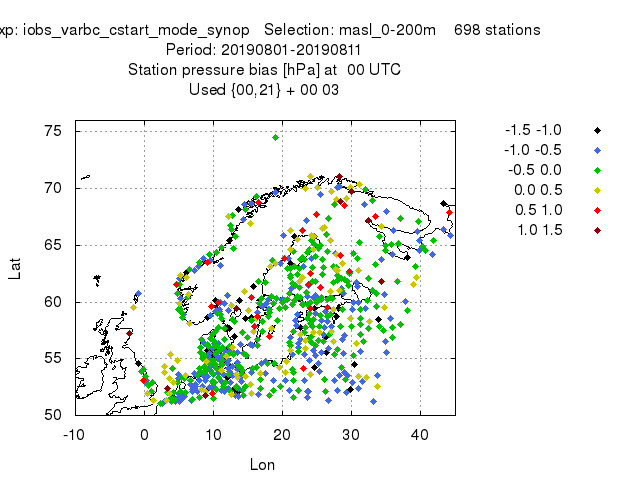 xp: iobs_varbc_cstart_mode_synop Selection: masl_0-200m 698 stations
Period: 20190801-20190811
Station pressure bias [hPa] at 00 UTC
Used {00,21} + 00 03
75
70
65
60
55
50
Lat
-10 0 10 20 30 40
Lon
-1.5 -1.0
-1.0 -0.5
-0.5 0.0
0.0 0.5
0.5 1.0
1.0 1.5